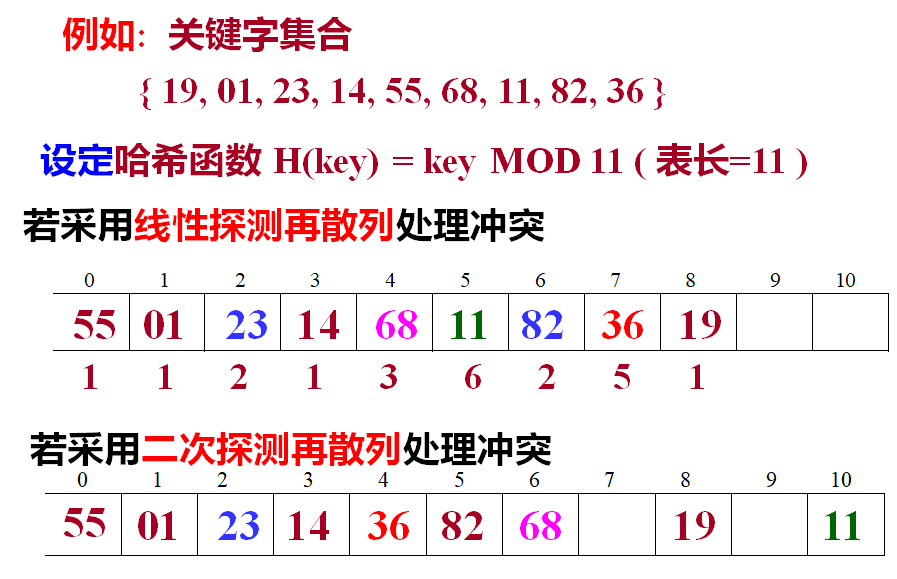 例如：关键字集合
{ 19, 01, 23, 14, 55, 68, 11, 82, 36 }
设定哈希函数 H(key) = key MOD 11 ( 表长=11 )
若采用线性探测再散列处理冲突
0 1 2 3 4 5 6 7 8 9 10
55 01 23 14 68 11 82 36 19
1 1 2 1 3 6 2 5 1
若采用二次探测再散列处理冲突
0 1 2 3 4 5 6 7 8 9 10
55 01 23 14 36 82 68 19 11